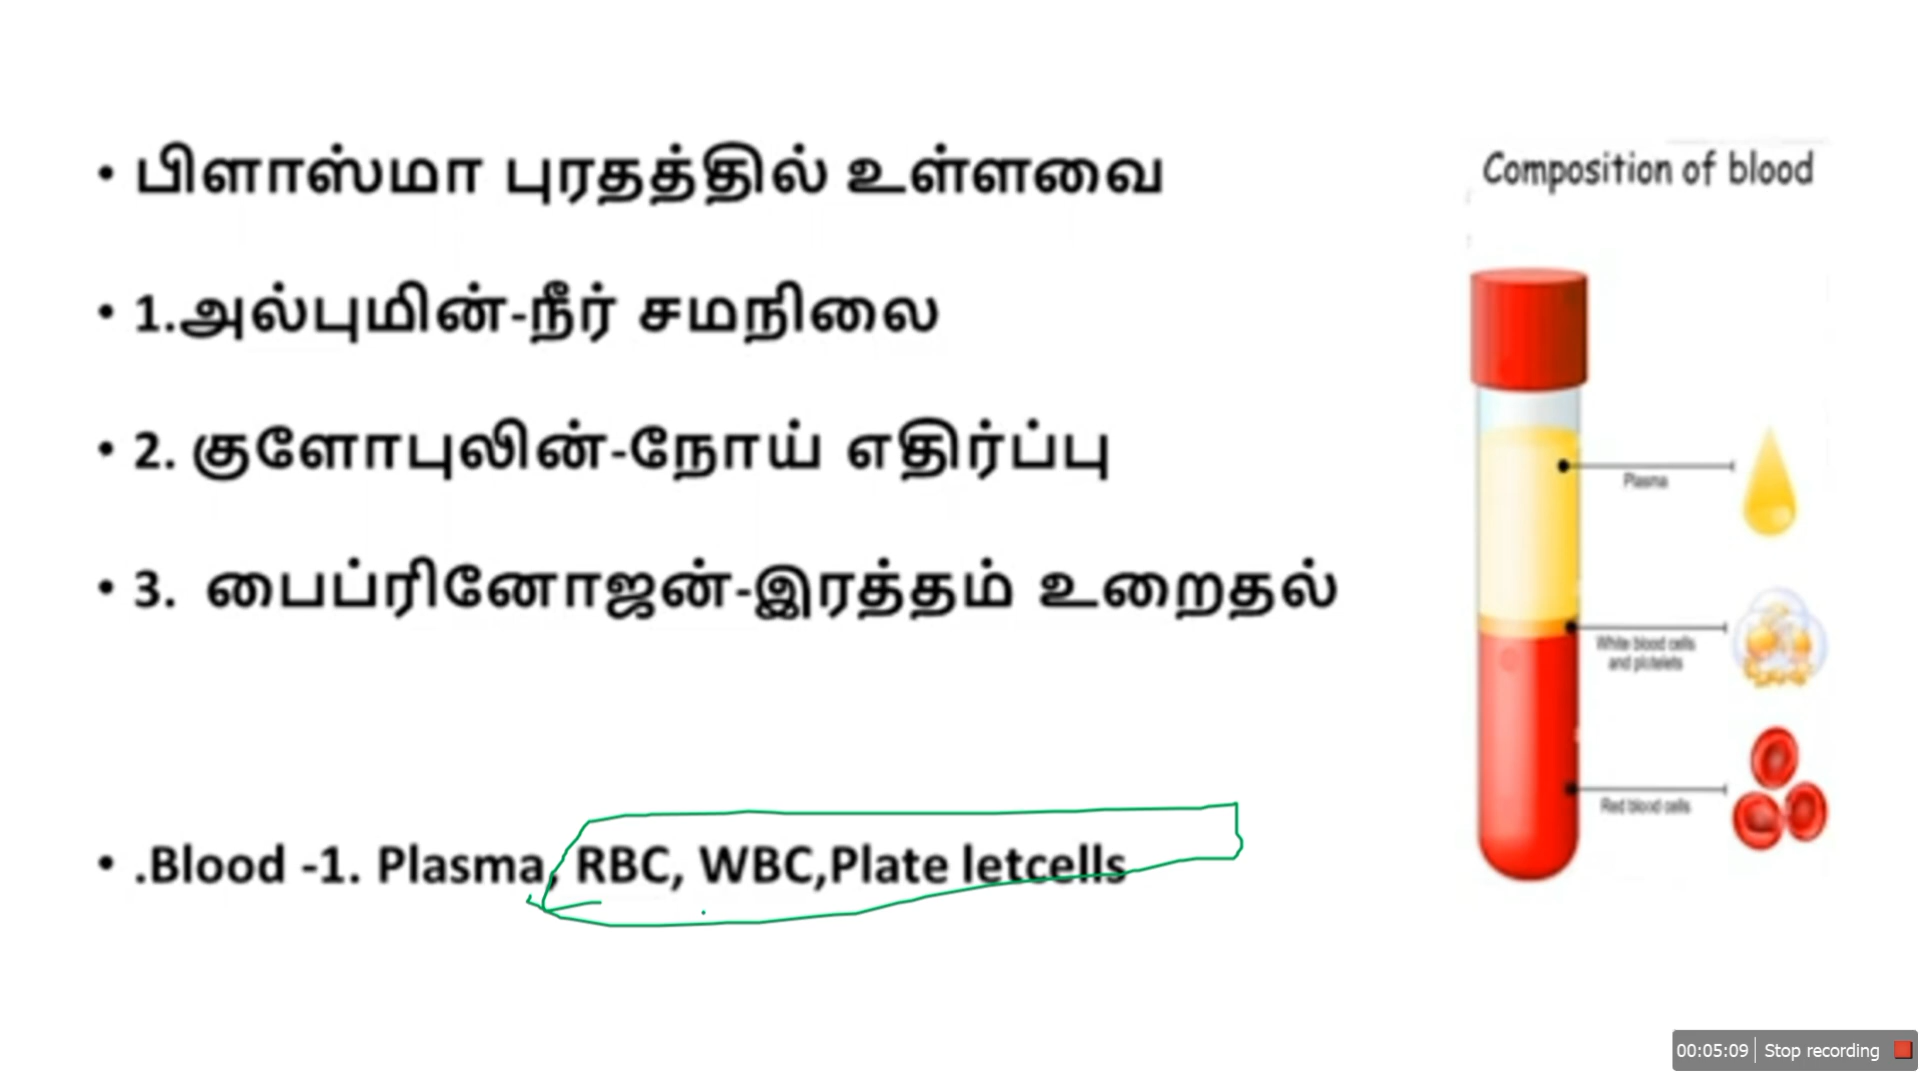 • பிளாஸ்மா புரதத்தில் உள்ளவை
• 1.அல்புமின்-நீர் சமநிலை
• 2. குளோபுலின்-நோய் எதிர்ப்பு
• 3. பைப்ரினோஜன்-இரத்தம் உறைதல்
• .Blood -1. Plasma, RBC, WBC,Plate letcells
Composition of blood
Plasma
White blood cells
and platelets
Red blood cells
00:05:09 Stop recording